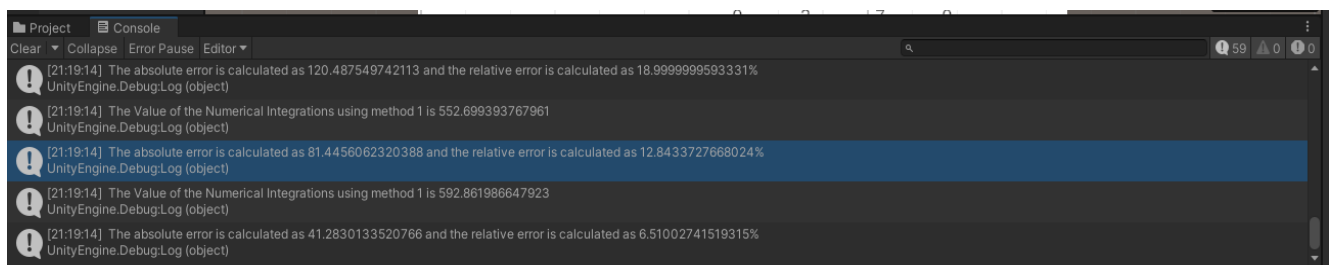 Project Console
Clear Collapse Error Pause Editor 59 0 0
[21:19:14] The absolute error is calculated as 120.487549742113 and the relative error is calculated as 18.9999999593331%
UnityEngine.Debug:Log (object)
[21:19:14] The Value of the Numerical Integrations using method 1 is 552.699393767961
UnityEngine.Debug:Log (object)
[21:19:14] The absolute error is calculated as 81.4456062320388 and the relative error is calculated as 12.8433727668024%
UnityEngine.Debug:Log (object)
[21:19:14] The Value of the Numerical Integrations using method 1 is 592.861986647923
UnityEngine.Debug:Log (object)
[21:19:14] The absolute error is calculated as 41.2830133520766 and the relative error is calculated as 6.51002741519315%
UnityEngine.Debug:Log (object)